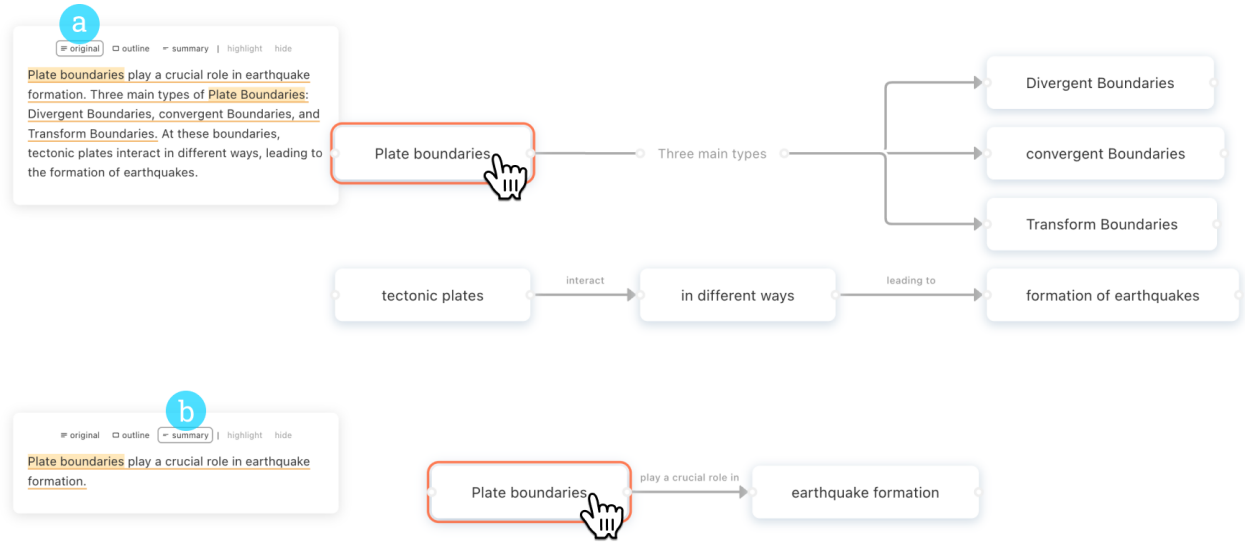 a
original outline summary | highlight hide
Plate boundaries play a crucial role in earthquake
formation. Three main types of Plate Boundaries:
Divergent Boundaries, convergent Boundaries, and
Transform Boundaries. At these boundaries,
tectonic plates interact in different ways, leading to
the formation of earthquakes.
Plate boundaries
Three main types
Divergent Boundaries
convergent Boundaries
Transform Boundaries
tectonic plates
interact
in different ways
leading to
formation of earthquakes
b
original outline summary | highlight hide
Plate boundaries play a crucial role in earthquake
formation.
Plate boundaries
play a crucial role in
earthquake formation